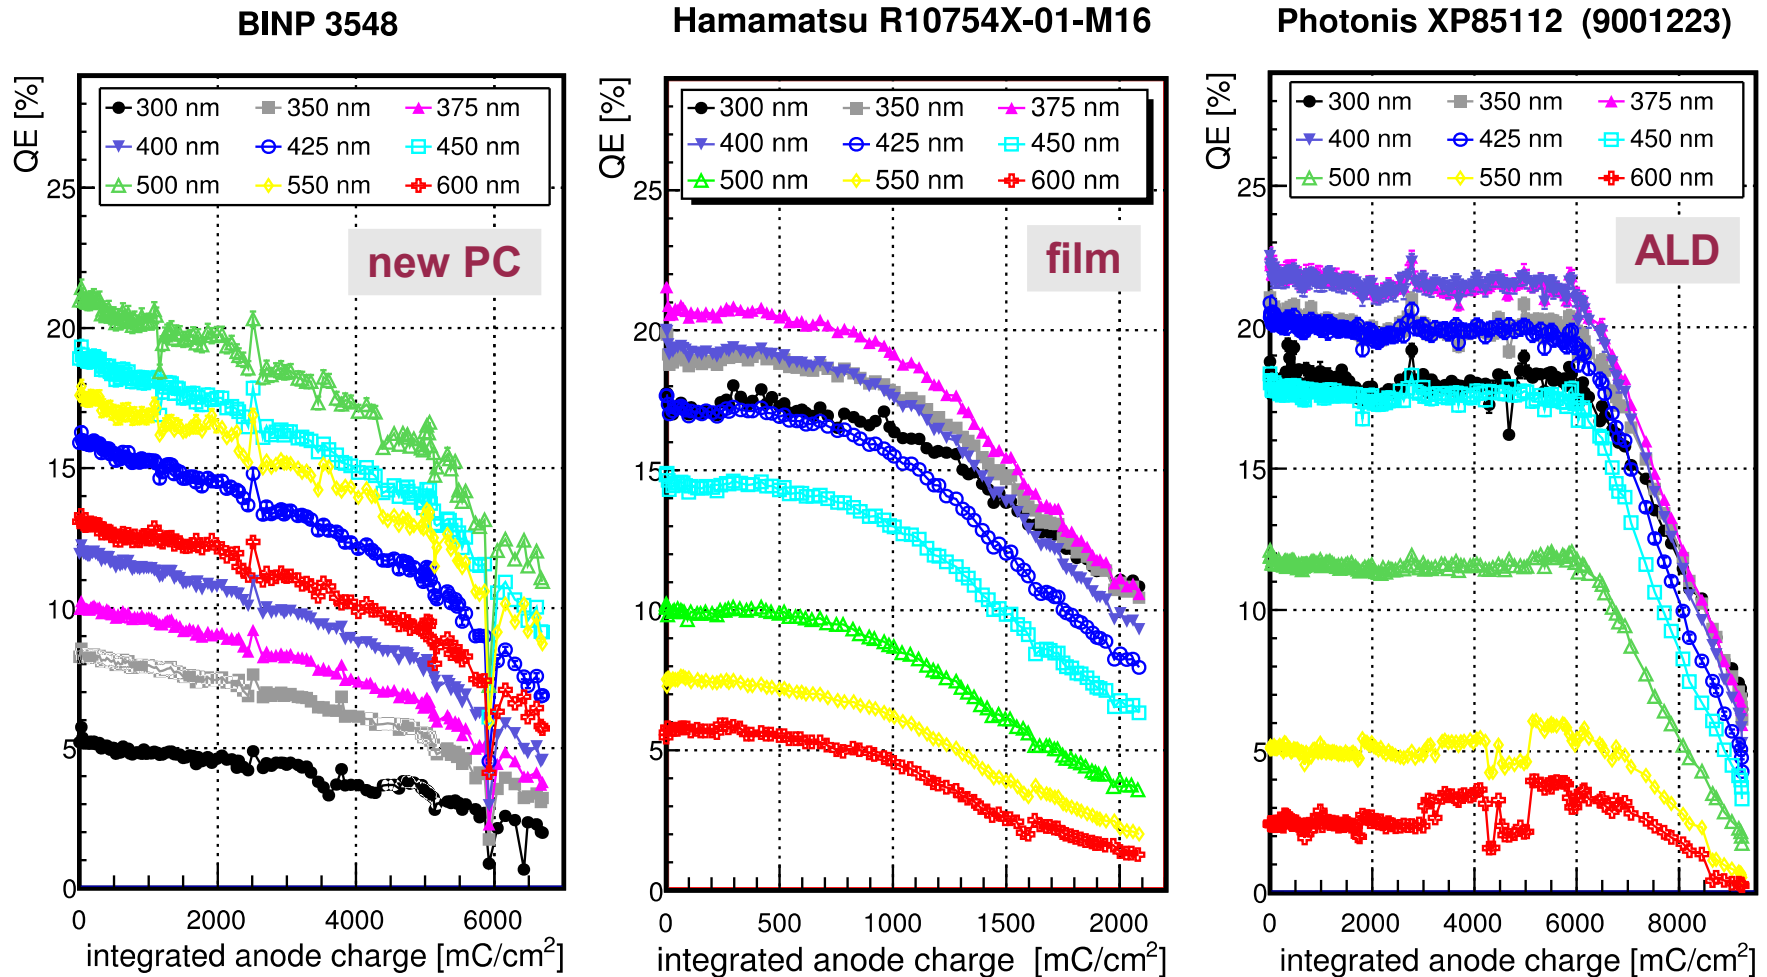 BINP 3548
QE [%]
300 nm 350 nm 375 nm
400 nm 425 nm 450 nm
500 nm 550 nm 600 nm
new PC
25
20
15
10
5
0
0 2000 4000 6000
integrated anode charge [mC/cm²]
Hamamatsu R10754X-01-M16
QE [%]
300 nm 350 nm 375 nm
400 nm 425 nm 450 nm
500 nm 550 nm 600 nm
film
25
20
15
10
5
0
0 500 1000 1500 2000
integrated anode charge [mC/cm²]
Photonis XP85112 (9001223)
QE [%]
300 nm 350 nm 375 nm
400 nm 425 nm 450 nm
500 nm 550 nm 600 nm
ALD
25
20
15
10
5
0
0 2000 4000 6000 8000
integrated anode charge [mC/cm²]